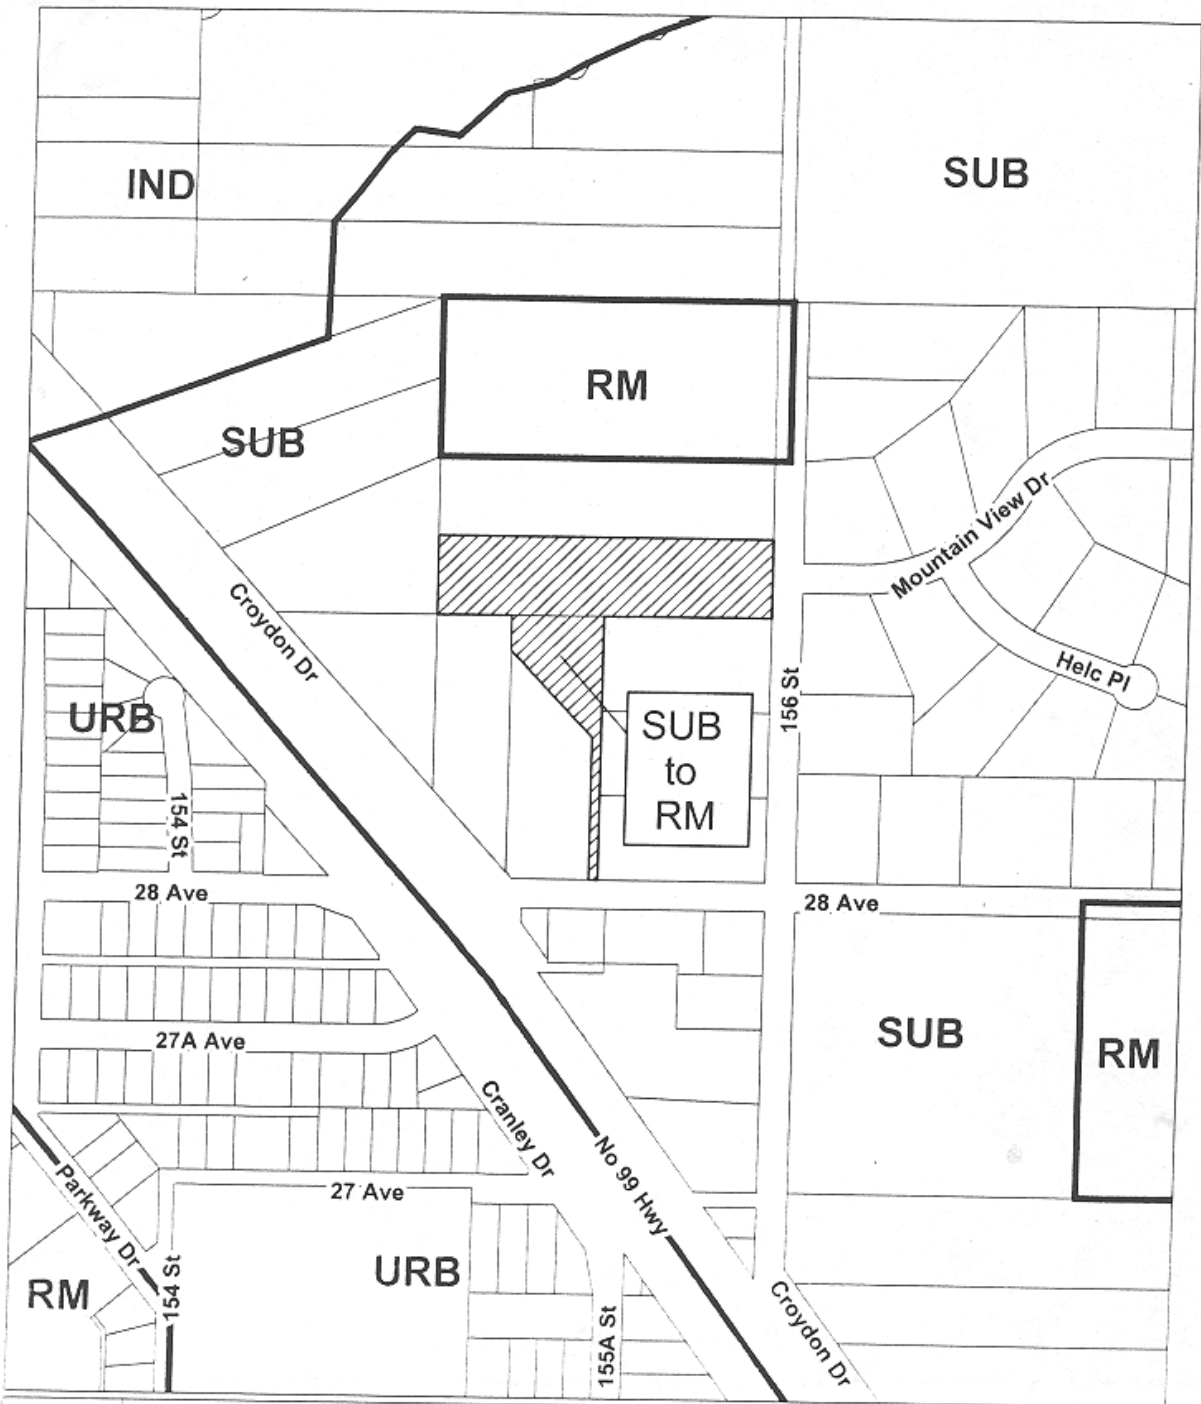 IND
SUB
RM
SUB
Mountain View Dr
Croydon Dr
Helc Pl
156 St
URB
SUB
to
RM
154 St
28 Ave
28 Ave
SUB
RM
27A Ave
Cranley Dr
No 99 Hwy
Parkway Dr
27 Ave
URB
RM
154 St
155A St
Croydon Dr